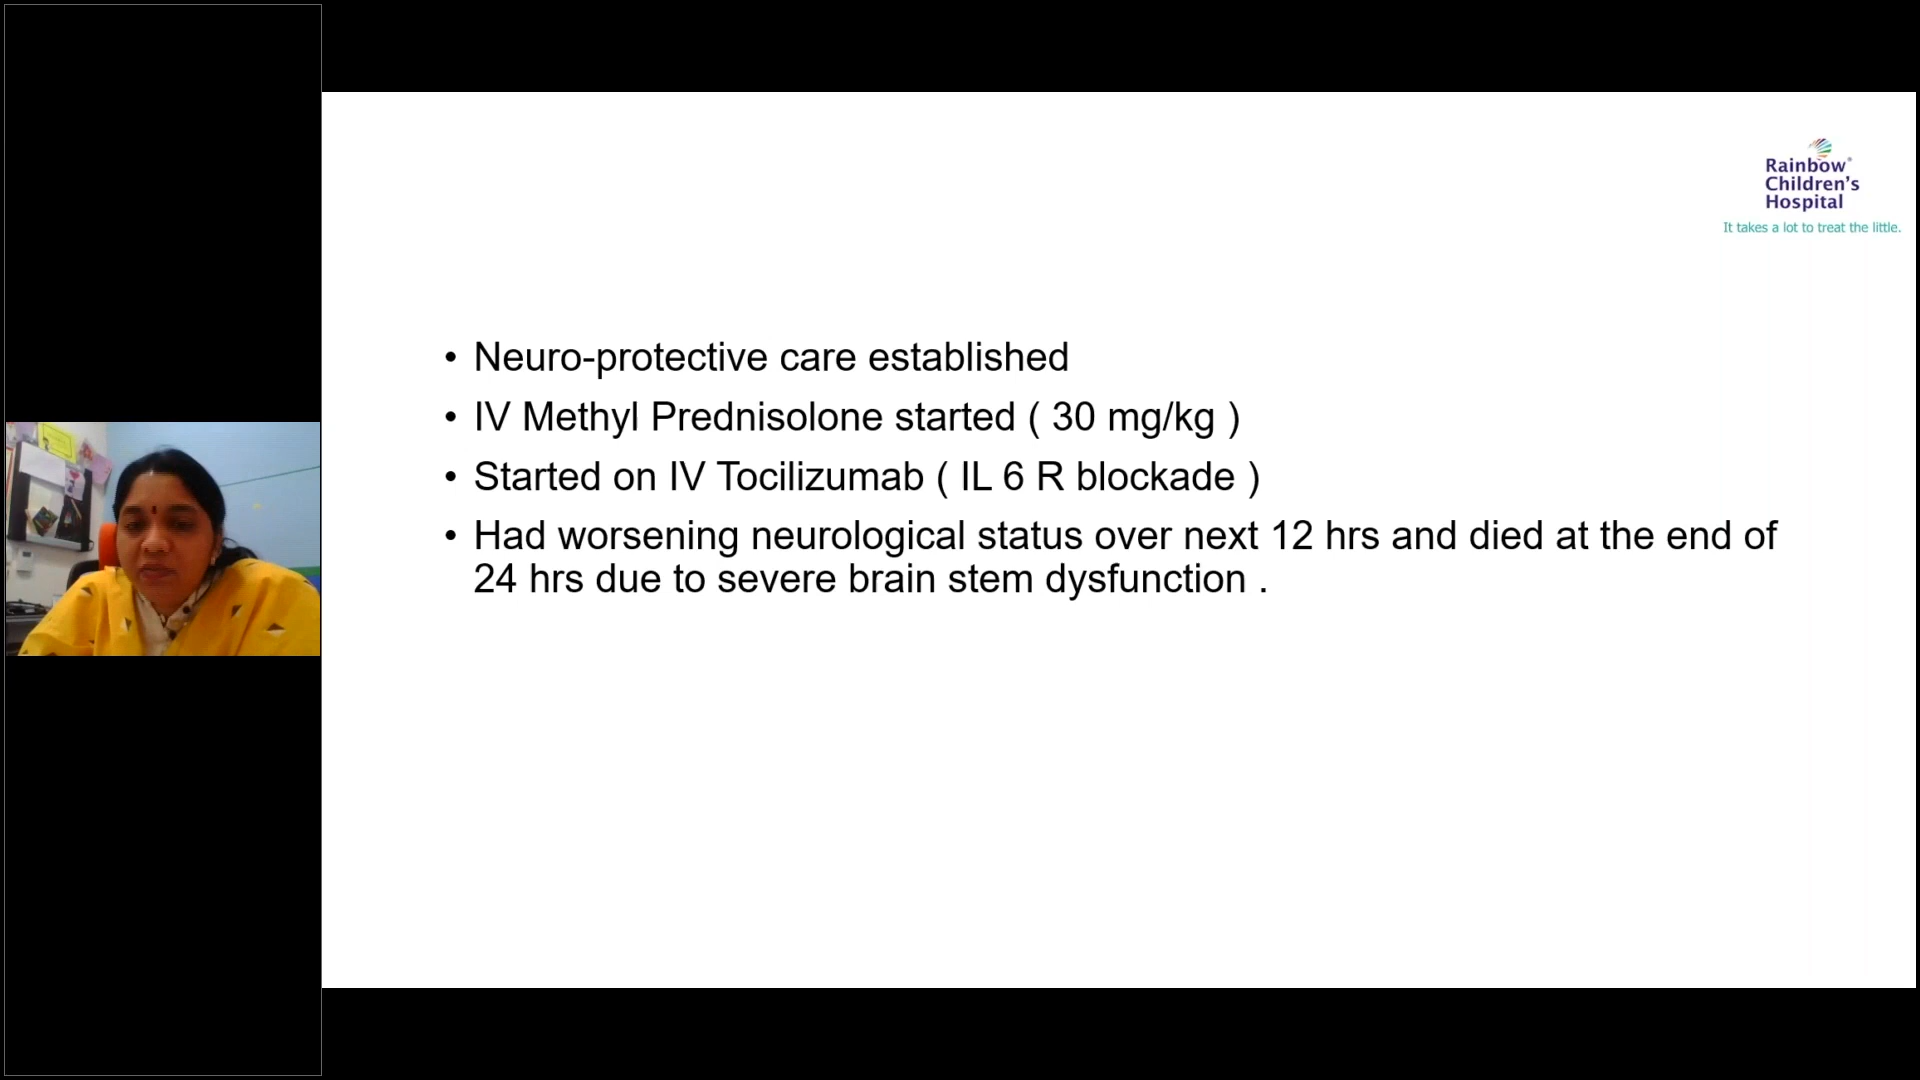 Rainbow®
Children's
Hospital
It takes a lot to treat the little.
• Neuro-protective care established
• IV Methyl Prednisolone started ( 30 mg/kg )
• Started on IV Tocilizumab ( IL 6 R blockade )
• Had worsening neurological status over next 12 hrs and died at the end of
24 hrs due to severe brain stem dysfunction .